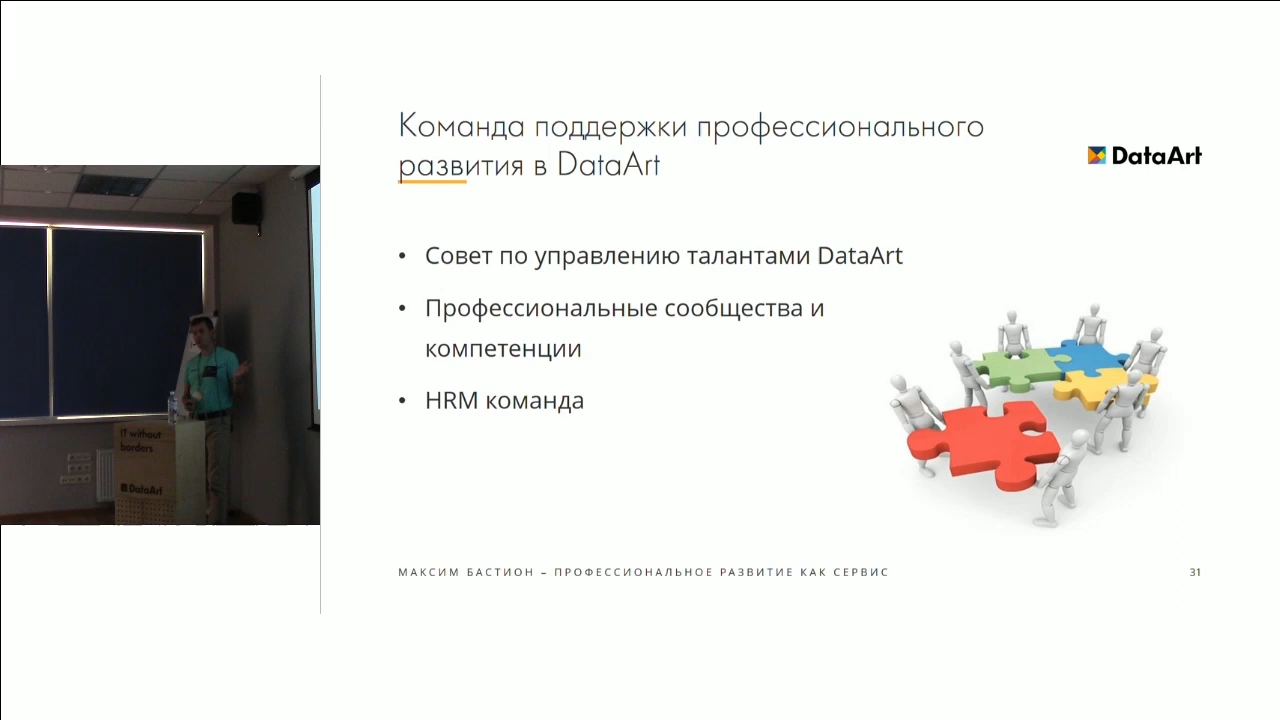 Команда поддержки профессионального
развития в DataArt
DataArt
• Совет по управлению талантами DataArt
• Профессиональные сообщества и
компетенции
• HRM команда
IT without
borders
DataArt
МАКСИМ БАСТИОН – ПРОФЕССИОНАЛЬНОЕ РАЗВИТИЕ КАК СЕРВИС
31